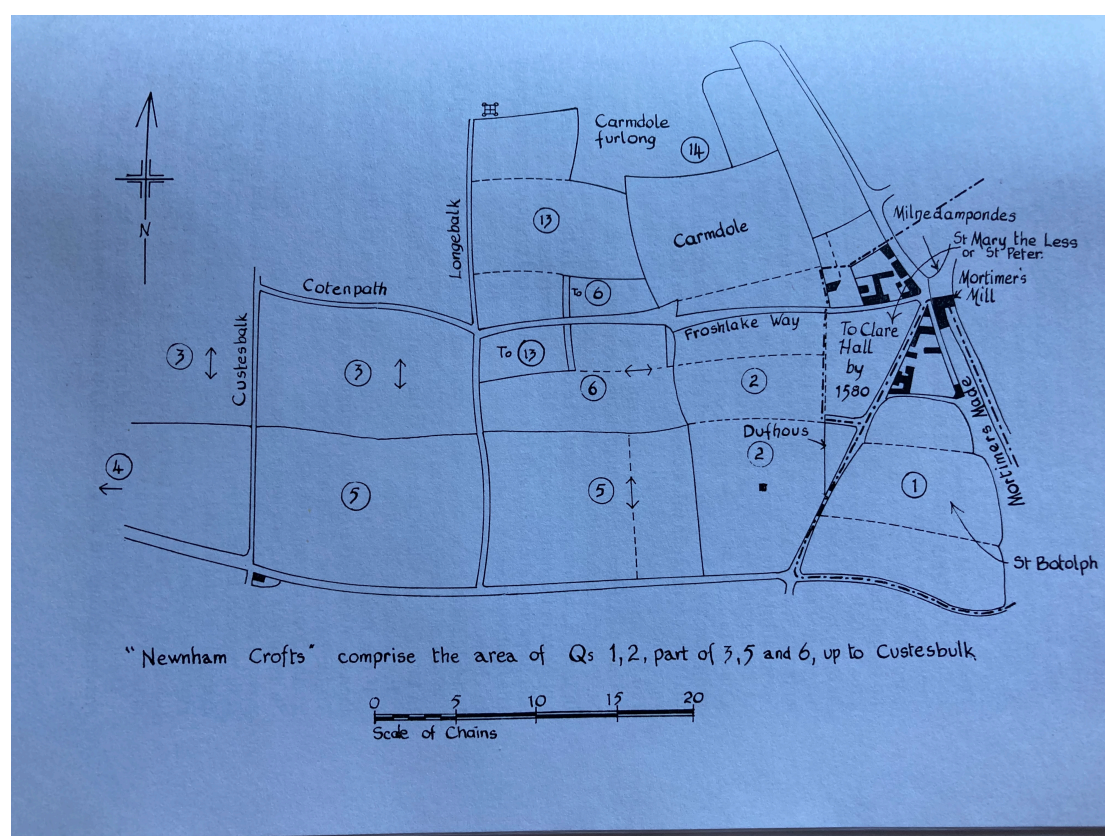 Carmdole
furlong
14
Longebalk
13
Carmdole
Milnedampondes
St Mary the Less
or St Peter.
Mortimer's
Mill
N
Cotenpath
To 6
Froshlake Way
Custesbalk
3
3
To 13
6
2
To Clare
Hall
by
1580
Mortimers Made
Dufhous
2
4
5
5
1
St Botolph
"Newnham Crofts" comprise the area of Qs 1, 2, part of 3, 5 and 6, up to Custesbulk
0 5 10 15 20
Scale of Chains